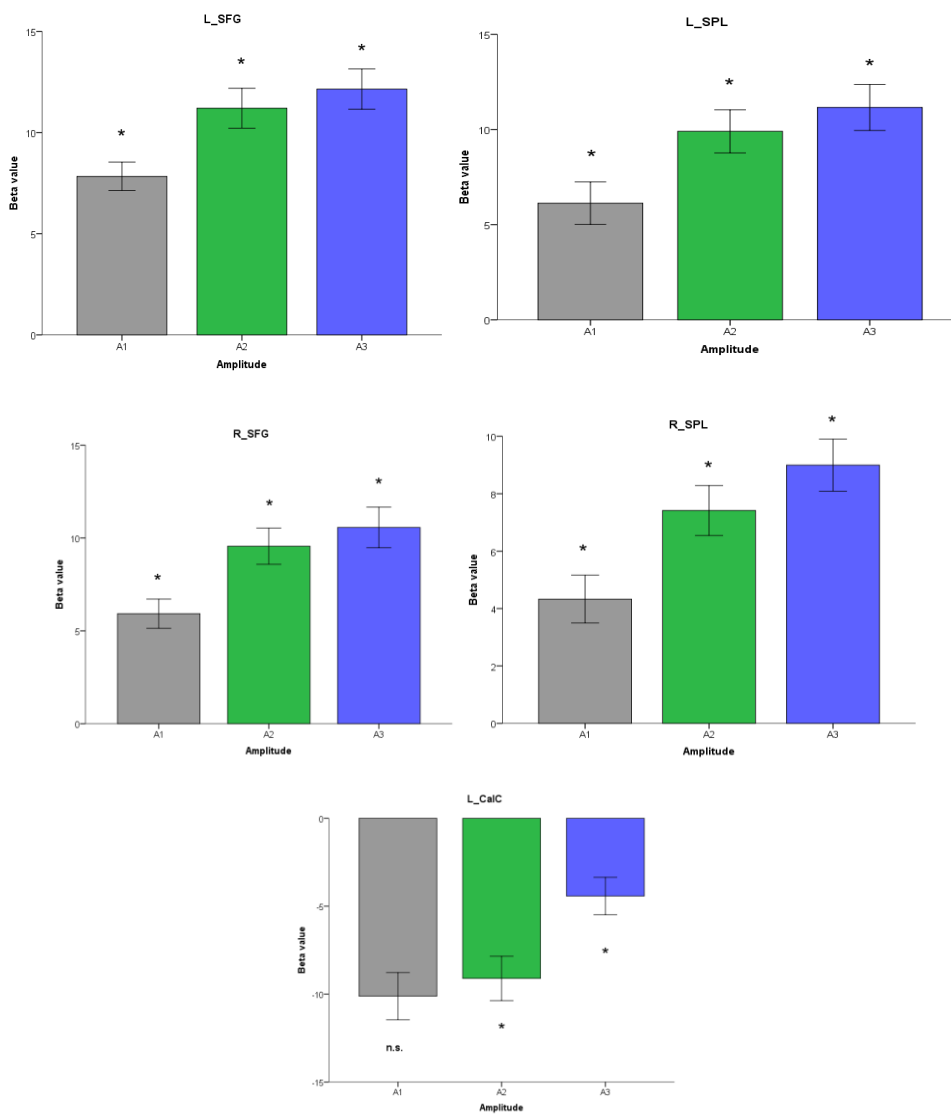 L_SFG
15
10
5
0
Beta value
*
*
*
A1
A2
A3
Amplitude
L_SPL
15
10
5
0
Beta value
*
*
*
A1
A2
A3
Amplitude
R_SFG
15
10
5
0
Beta value
*
*
*
A1
A2
A3
Amplitude
R_SPL
10
8
6
4
2
0
Beta value
*
*
*
A1
A2
A3
Amplitude
L_CalC
0
-5
-10
-15
Beta value
n.s.
*
*
A1
A2
A3
Amplitude